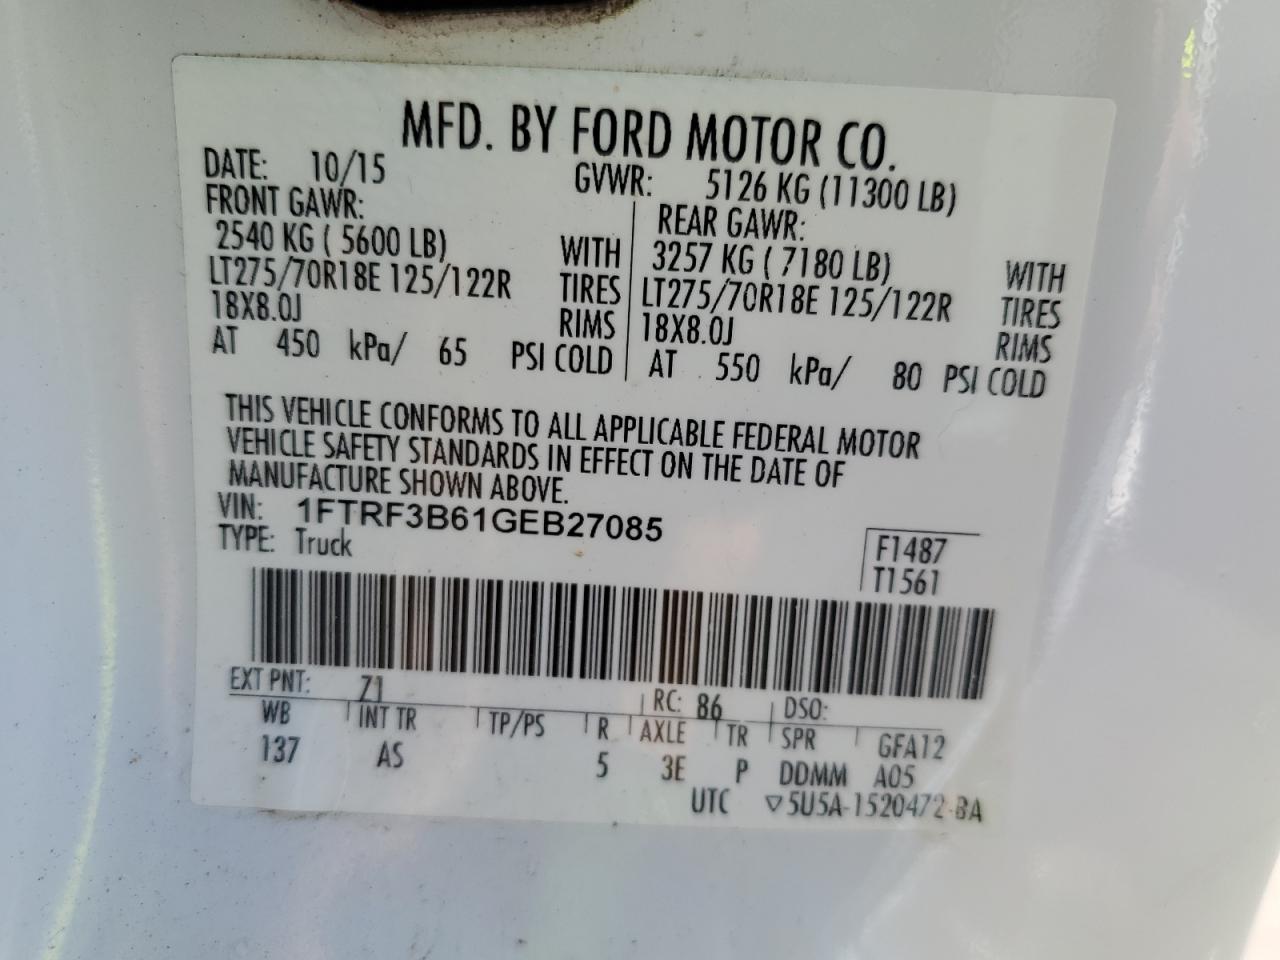 MFD. BY FORD MOTOR CO.
DATE: 10/15 GVWR: 5126 KG (11300 LB)
FRONT GAWR: REAR GAWR:
2540 KG ( 5600 LB) WITH 3257 KG ( 7180 LB) WITH
LT275/70R18E 125/122R TIRES LT275/70R18E 125/122R TIRES
18X8.0J RIMS 18X8.0J RIMS
AT 450 kPa/ 65 PSI COLD AT 550 kPa/ 80 PSI COLD
THIS VEHICLE CONFORMS TO ALL APPLICABLE FEDERAL MOTOR
VEHICLE SAFETY STANDARDS IN EFFECT ON THE DATE OF
MANUFACTURE SHOWN ABOVE.
VIN: 1FTRF3B61GEB27085
TYPE: Truck
F1487
T1561
EXT PNT: Z1 RC: 86 DSO:
WB INT TR TP/PS R AXLE TR SPR GFA12
137 AS 5 3E P DDMM A05
UTC ▽5U5A-1520472-BA